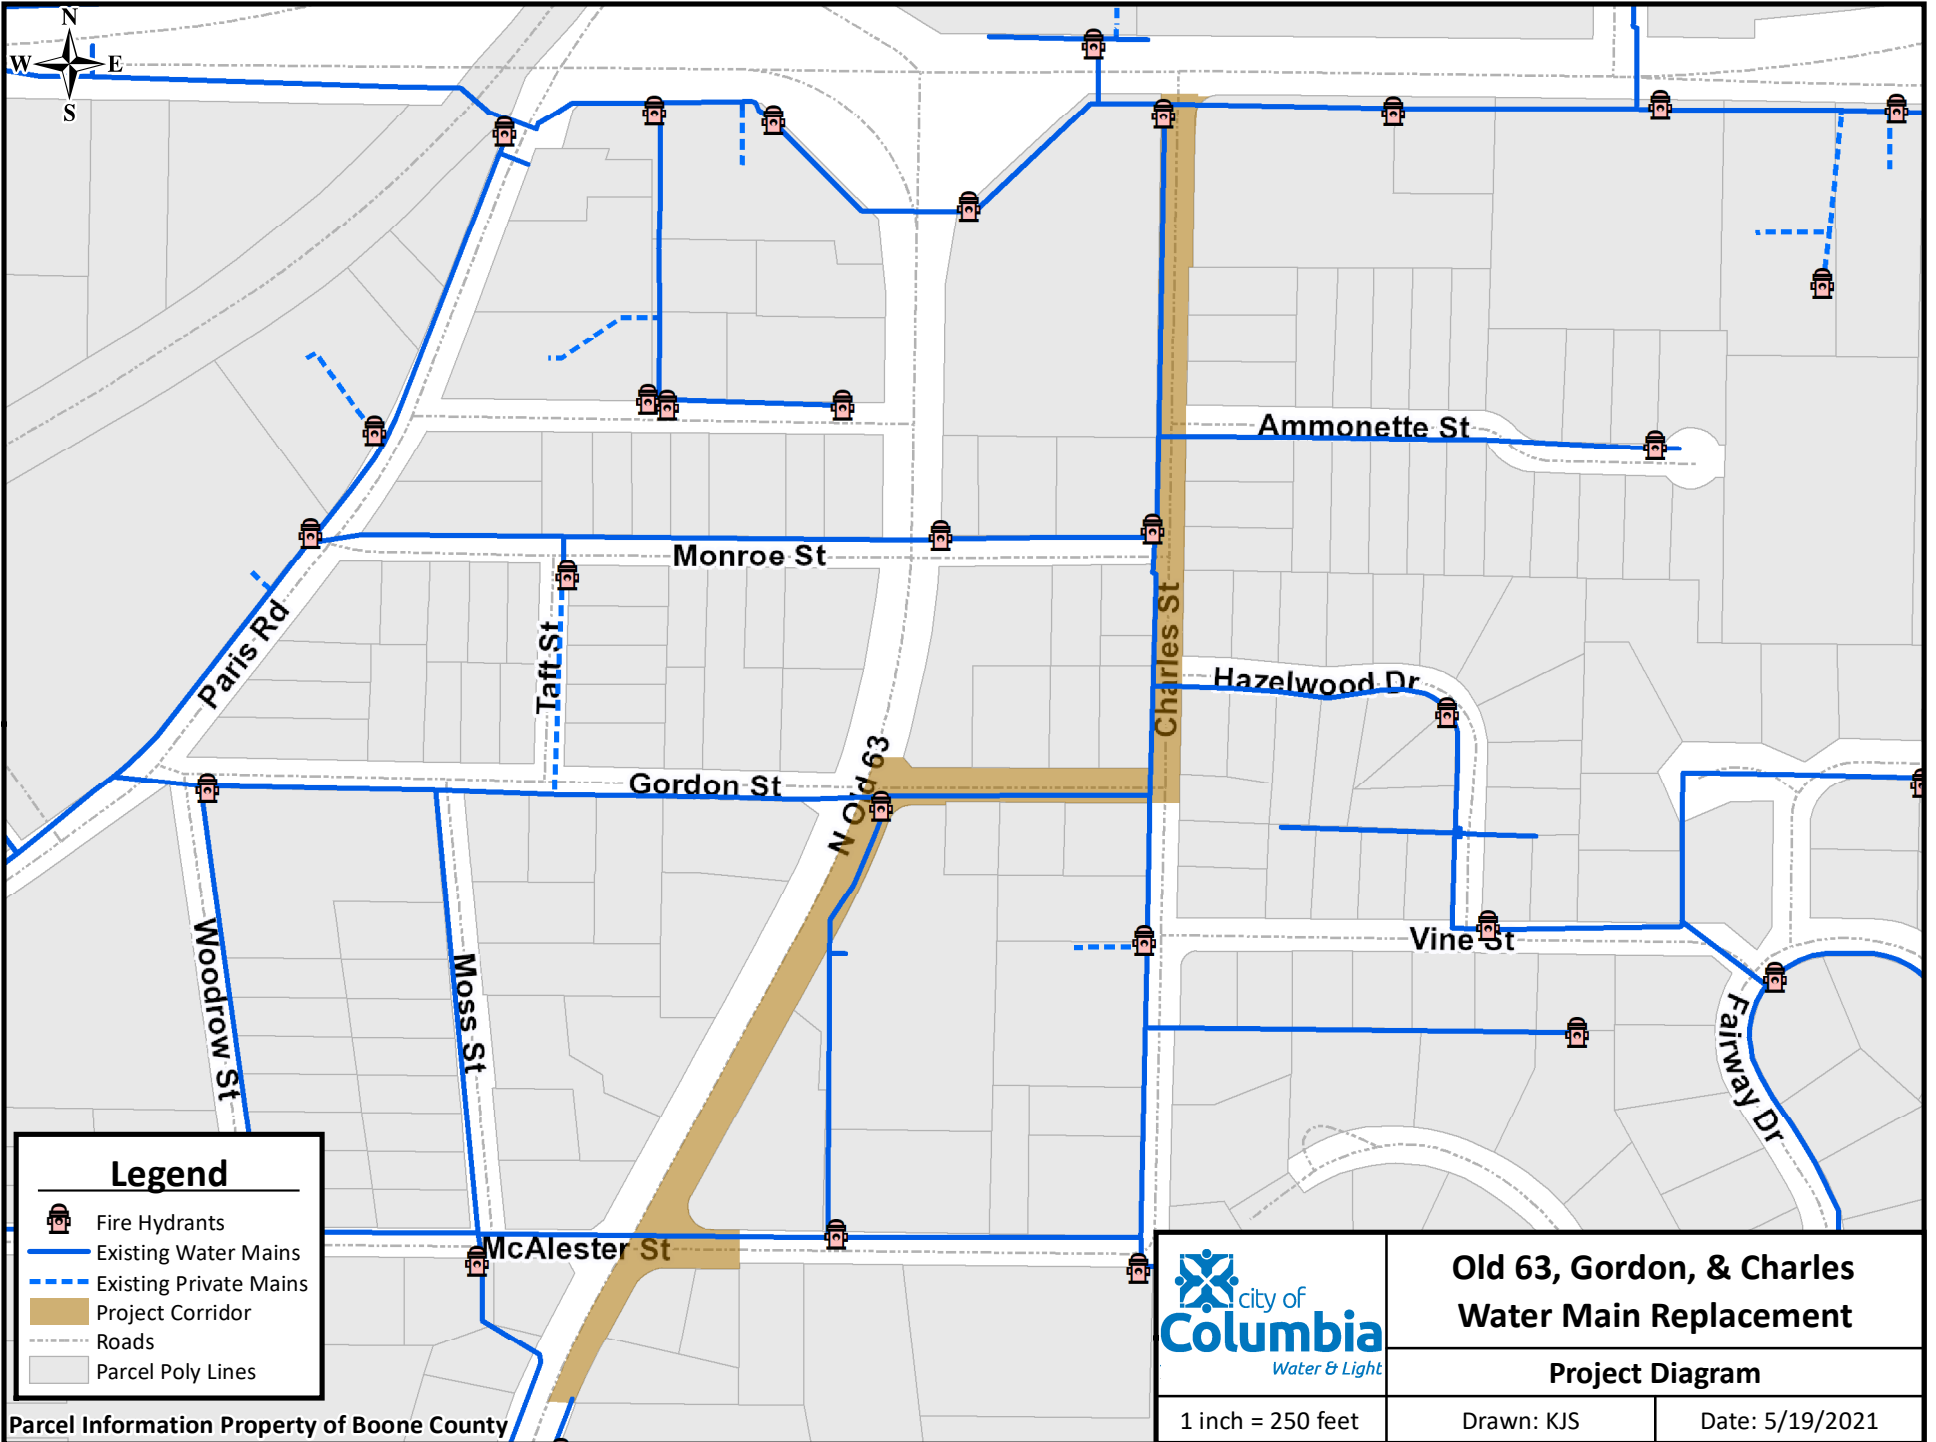 N
W E
S
Ammonette St
Monroe St
Charles St
Paris Rd
Taft St
Hazelwood Dr
N Old 63
Gordon St
Woodrow St
Moss St
Vine St
Fairway Dr
McAlester St
Legend
Fire Hydrants
Existing Water Mains
Existing Private Mains
Project Corridor
Roads
Parcel Poly Lines
Parcel Information Property of Boone County
city of
Columbia
Water & Light
Old 63, Gordon, & Charles
Water Main Replacement
Project Diagram
1 inch = 250 feet
Drawn: KJS
Date: 5/19/2021